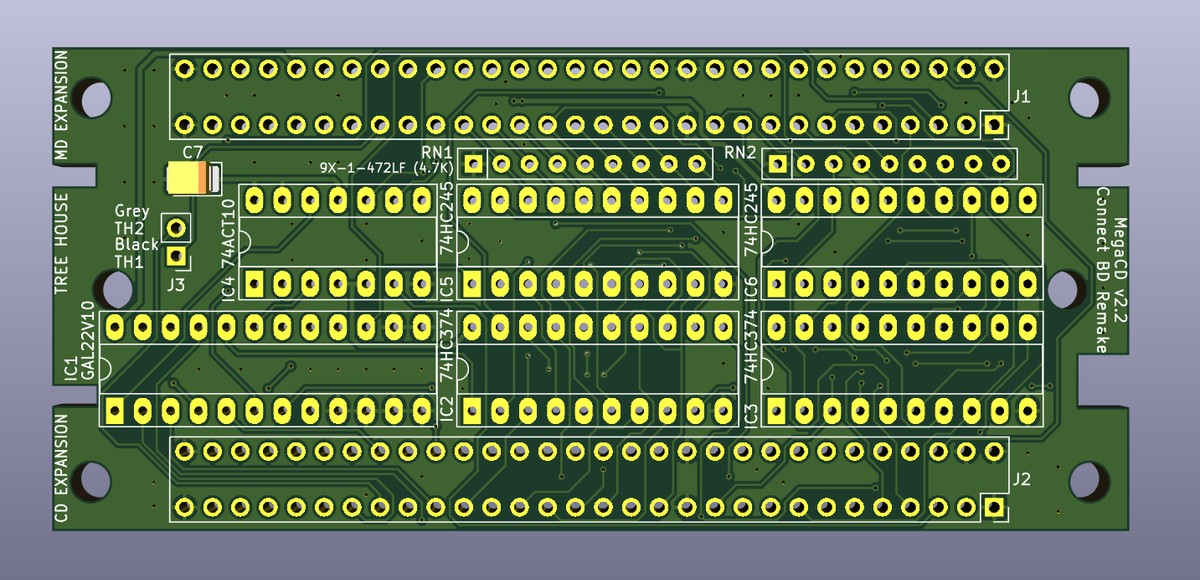 MD EXPANSION
J1
C7
RN1
RN2
9X-1-472LF (4.7K)
Grey
TH2
Black
TH1
J3
TREE HOUSE
IC4 74ACT10
IC5 74HC245
IC6 74HC245
MegaCD v2.2
Connect BD Remake
IC1
GAL22V10
IC2 74HC374
IC3 74HC374
CD EXPANSION
J2